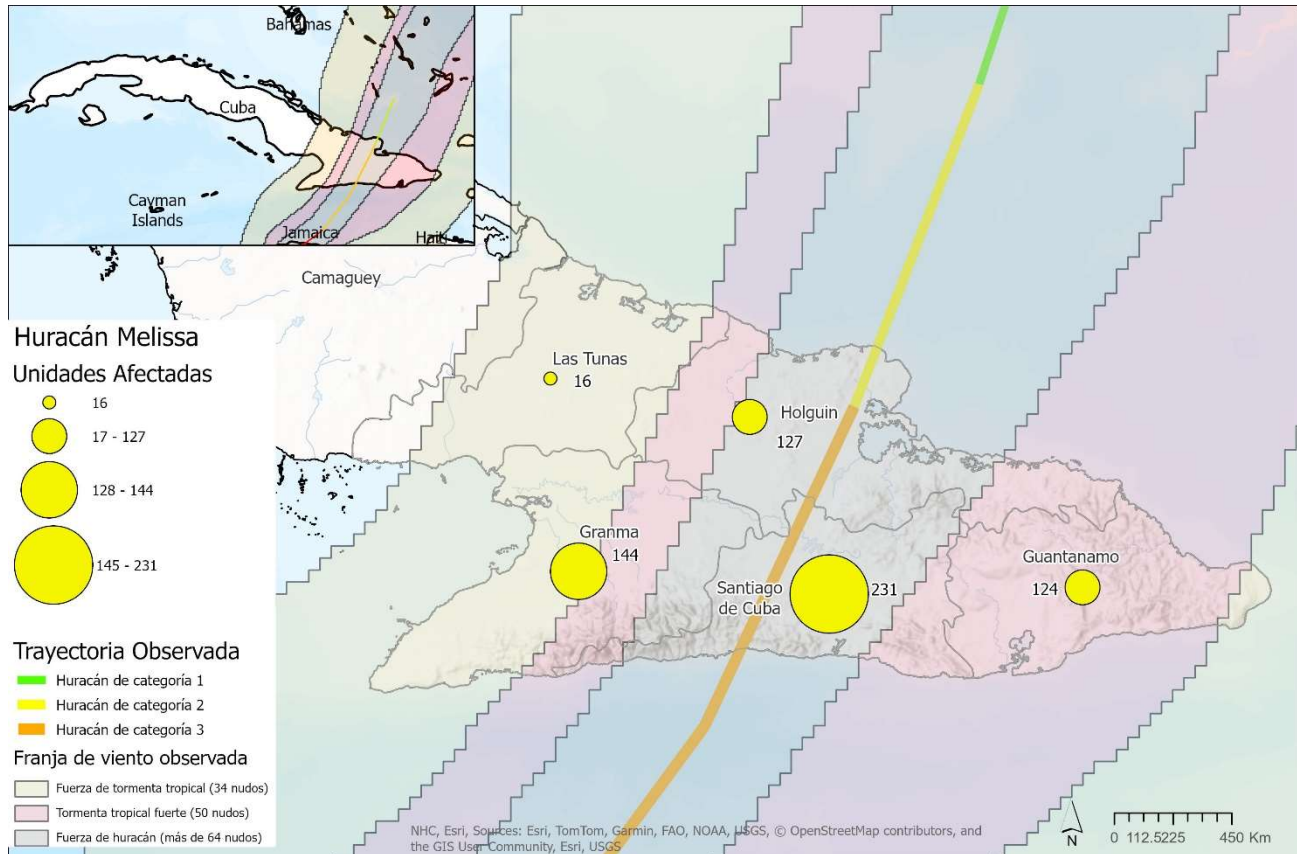 Bahamas
Cuba
Cayman
Islands
Jamaica
Haiti
Camaguey
Huracán Melissa
Unidades Afectadas
16
17 - 127
128 - 144
145 - 231
Trayectoria Observada
Huracán de categoría 1
Huracán de categoría 2
Huracán de categoría 3
Franja de viento observada
Fuerza de tormenta tropical (34 nudos)
Tormenta tropical fuerte (50 nudos)
Fuerza de huracán (más de 64 nudos)
Las Tunas
16
Holguin
127
Granma
144
Santiago
de Cuba
231
Guantanamo
124
NHC, Esri, Sources: Esri, TomTom, Garmin, FAO, NOAA, USGS, © OpenStreetMap contributors, and
the GIS User Community, Esri, USGS
N
0 112.5225 450 Km